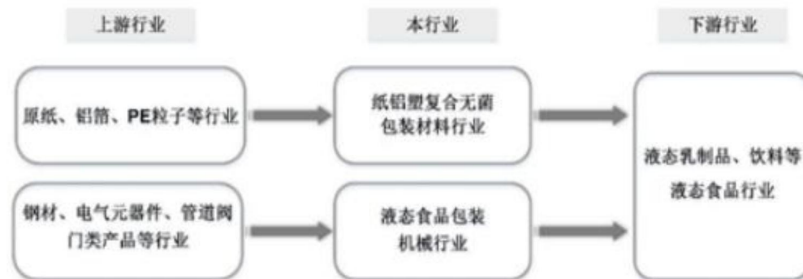 上游行业
本行业
下游行业
原纸、铝箔、PE粒子等行业
纸铝塑复合无菌
包装材料行业
液态乳制品、饮料等
液态食品行业
钢材、电气元器件、管道阀
门类产品等行业
液态食品包装
机械行业